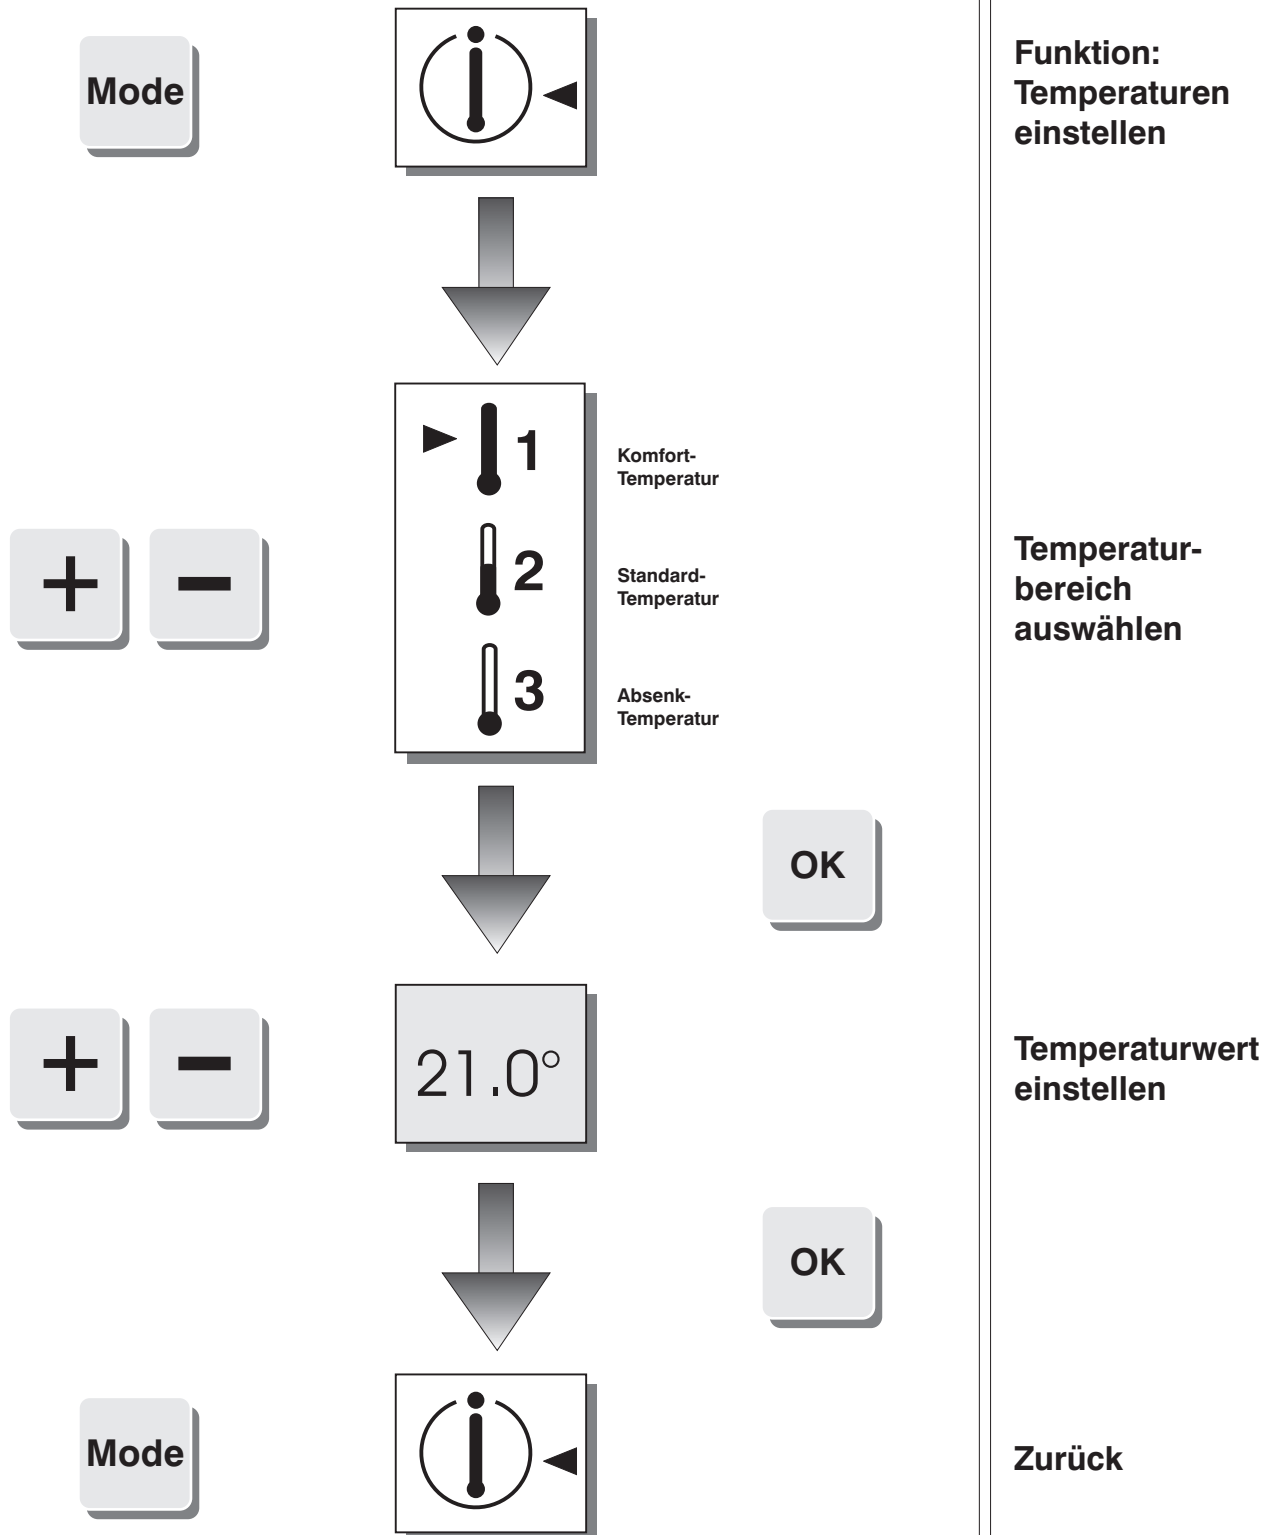 Mode
Funktion:
Temperaturen
einstellen
1
Komfort-
Temperatur
+ −
2
Standard-
Temperatur
Temperatur-
bereich
auswählen
3
Absenk-
Temperatur
OK
+ −
21.0°
Temperaturwert
einstellen
OK
Mode
Zurück